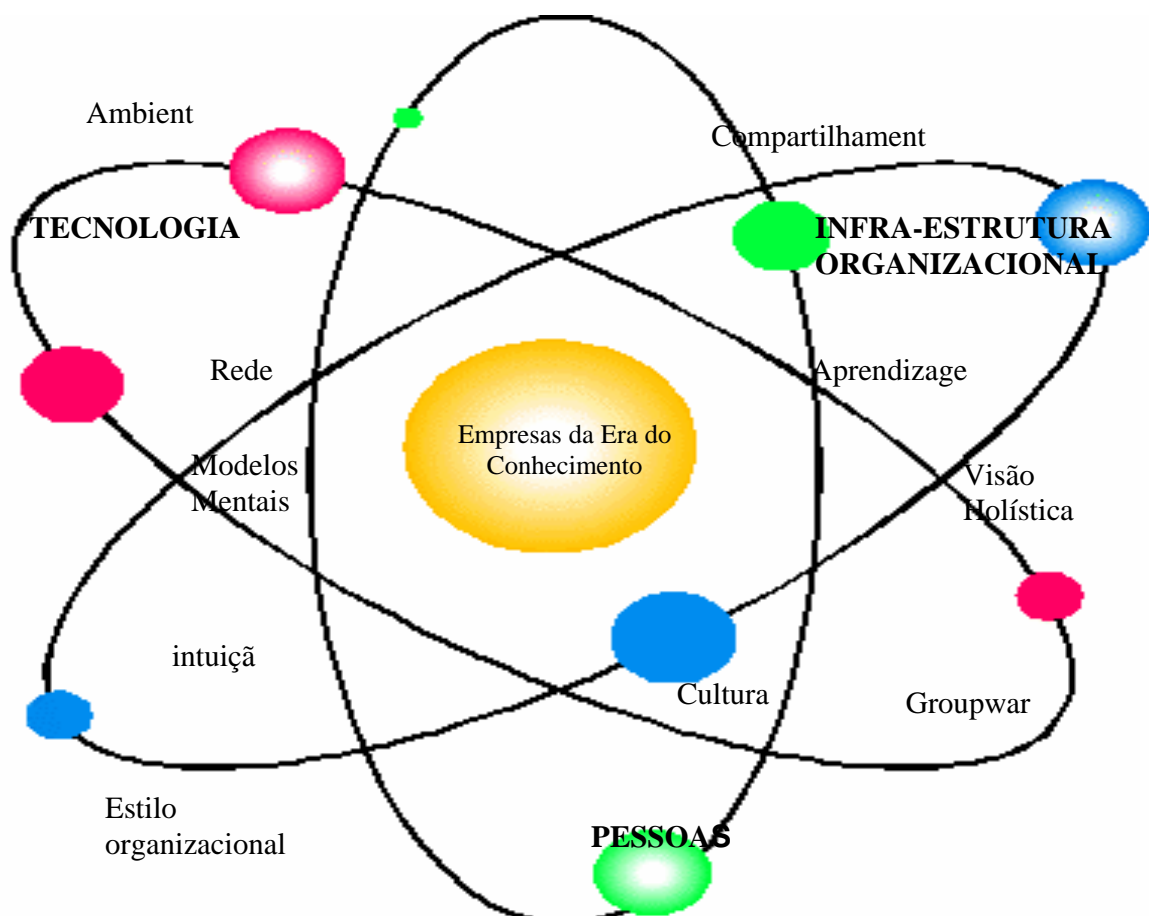 Ambient
Compartilhament
TECNOLOGIA
INFRA-ESTRUTURA
ORGANIZACIONAL
Rede
Aprendizage
Empresas da Era do
Conhecimento
Modelos
Mentais
Visão
Holística
intuiçã
Cultura
Groupwar
Estilo
organizacional
PESSOAS